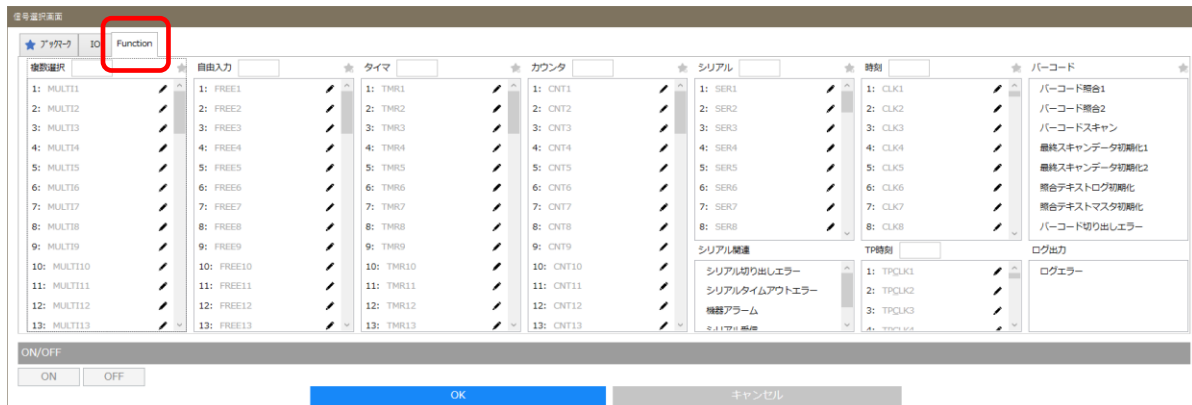 信号選択画面
ブックマーク IO Function
複数選択
1: MULTI1
2: MULTI2
3: MULTI3
4: MULTI4
5: MULTI5
6: MULTI6
7: MULTI7
8: MULTI8
9: MULTI9
10: MULTI10
11: MULTI11
12: MULTI12
13: MULTI13
自由入力
1: FREE1
2: FREE2
3: FREE3
4: FREE4
5: FREE5
6: FREE6
7: FREE7
8: FREE8
9: FREE9
10: FREE10
11: FREE11
12: FREE12
13: FREE13
タイマ
1: TMR1
2: TMR2
3: TMR3
4: TMR4
5: TMR5
6: TMR6
7: TMR7
8: TMR8
9: TMR9
10: TMR10
11: TMR11
12: TMR12
13: TMR13
カウンタ
1: CNT1
2: CNT2
3: CNT3
4: CNT4
5: CNT5
6: CNT6
7: CNT7
8: CNT8
9: CNT9
10: CNT10
11: CNT11
12: CNT12
13: CNT13
シリアル
1: SER1
2: SER2
3: SER3
4: SER4
5: SER5
6: SER6
7: SER7
8: SER8
シリアル関連
シリアル切り出しエラー
シリアルタイムアウトエラー
機器アラーム
シリアル受信
時刻
1: CLK1
2: CLK2
3: CLK3
4: CLK4
5: CLK5
6: CLK6
7: CLK7
8: CLK8
TP時刻
1: TPCLK1
2: TPCLK2
3: TPCLK3
4: TPCLK4
バーコード
バーコード照合1
バーコード照合2
バーコードスキャン
最終スキャンデータ初期化1
最終スキャンデータ初期化2
照合テキストログ初期化
照合テキストマスタ初期化
バーコード切り出しエラー
ログ出力
ログエラー
ON/OFF
ON OFF
OK キャンセル